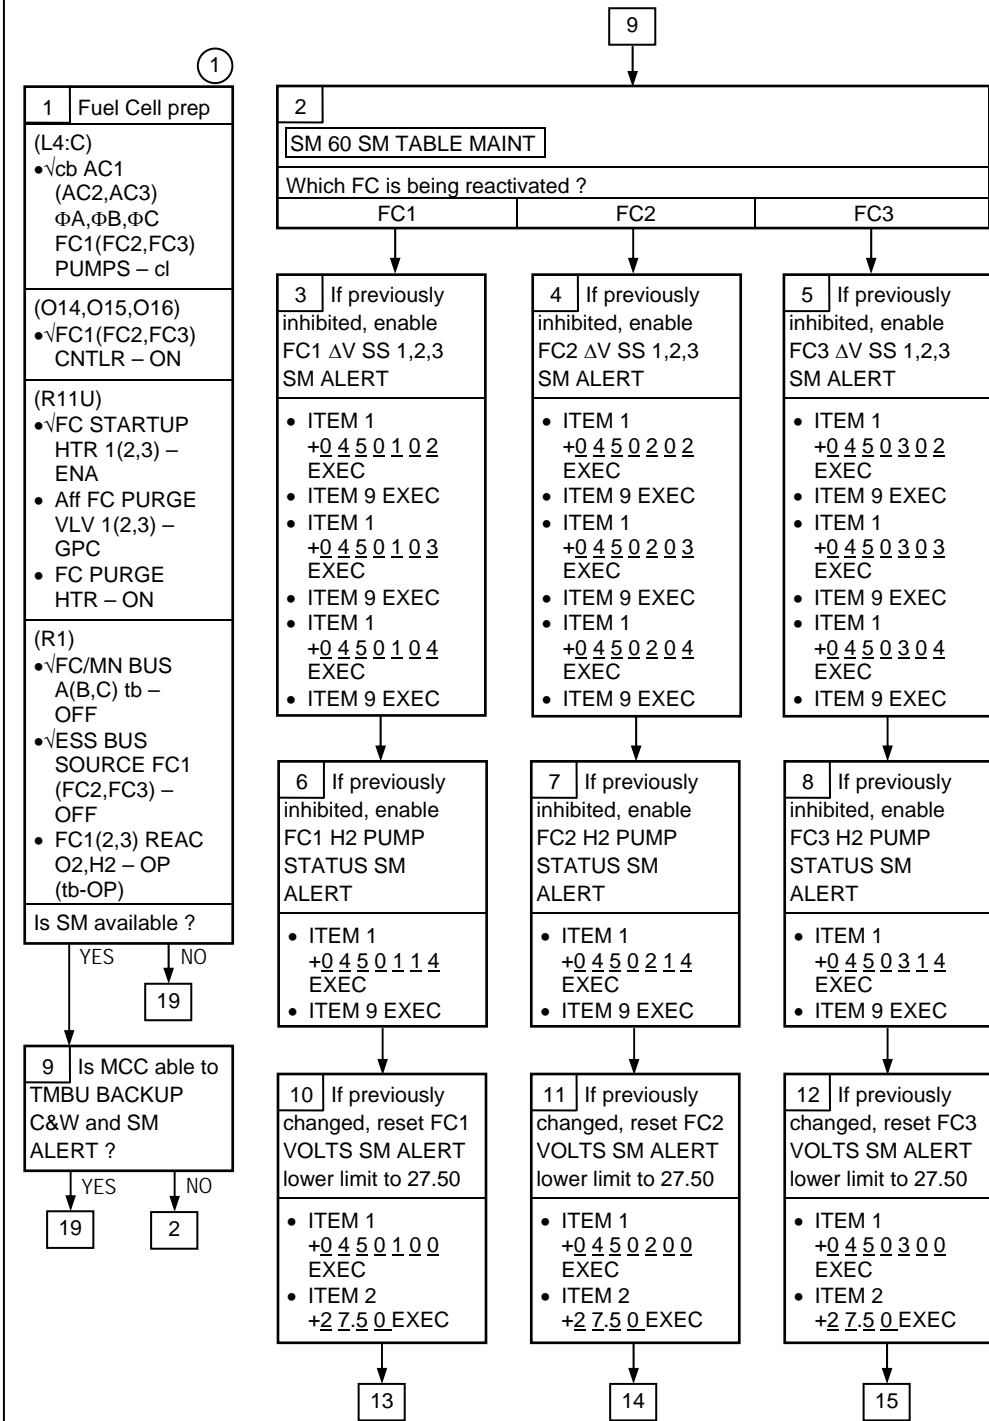 1
1 Fuel Cell prep
(L4:C)
•√cb AC1
(AC2,AC3)
ΦA,ΦB,ΦC
FC1(FC2,FC3)
PUMPS – cl
(O14,O15,O16)
•√FC1(FC2,FC3)
CNTLR – ON
(R11U)
•√FC STARTUP
HTR 1(2,3) –
ENA
• Aff FC PURGE
VLV 1(2,3) –
GPC
• FC PURGE
HTR – ON
(R1)
•√FC/MN BUS
A(B,C) tb –
OFF
•√ESS BUS
SOURCE FC1
(FC2,FC3) –
OFF
• FC1(2,3) REAC
O2,H2 – OP
(tb-OP)
Is SM available ?
YES NO
19
9 Is MCC able to
TMBU BACKUP
C&W and SM
ALERT ?
YES NO
19 2
9
2
SM 60 SM TABLE MAINT
Which FC is being reactivated ?
FC1 FC2 FC3
3 If previously
inhibited, enable
FC1 ΔV SS 1,2,3
SM ALERT
• ITEM 1
+0 4 5 0 1 0 2
EXEC
• ITEM 9 EXEC
• ITEM 1
+0 4 5 0 1 0 3
EXEC
• ITEM 9 EXEC
• ITEM 1
+0 4 5 0 1 0 4
EXEC
• ITEM 9 EXEC
4 If previously
inhibited, enable
FC2 ΔV SS 1,2,3
SM ALERT
• ITEM 1
+0 4 5 0 2 0 2
EXEC
• ITEM 9 EXEC
• ITEM 1
+0 4 5 0 2 0 3
EXEC
• ITEM 9 EXEC
• ITEM 1
+0 4 5 0 2 0 4
EXEC
• ITEM 9 EXEC
5 If previously
inhibited, enable
FC3 ΔV SS 1,2,3
SM ALERT
• ITEM 1
+0 4 5 0 3 0 2
EXEC
• ITEM 9 EXEC
• ITEM 1
+0 4 5 0 3 0 3
EXEC
• ITEM 9 EXEC
• ITEM 1
+0 4 5 0 3 0 4
EXEC
• ITEM 9 EXEC
6 If previously
inhibited, enable
FC1 H2 PUMP
STATUS SM
ALERT
• ITEM 1
+0 4 5 0 1 1 4
EXEC
• ITEM 9 EXEC
7 If previously
inhibited, enable
FC2 H2 PUMP
STATUS SM
ALERT
• ITEM 1
+0 4 5 0 2 1 4
EXEC
• ITEM 9 EXEC
8 If previously
inhibited, enable
FC3 H2 PUMP
STATUS SM
ALERT
• ITEM 1
+0 4 5 0 3 1 4
EXEC
• ITEM 9 EXEC
10 If previously
changed, reset FC1
VOLTS SM ALERT
lower limit to 27.50
• ITEM 1
+0 4 5 0 1 0 0
EXEC
• ITEM 2
+2 7.5 0 EXEC
11 If previously
changed, reset FC2
VOLTS SM ALERT
lower limit to 27.50
• ITEM 1
+0 4 5 0 2 0 0
EXEC
• ITEM 2
+2 7.5 0 EXEC
12 If previously
changed, reset FC3
VOLTS SM ALERT
lower limit to 27.50
• ITEM 1
+0 4 5 0 3 0 0
EXEC
• ITEM 2
+2 7.5 0 EXEC
13 14 15